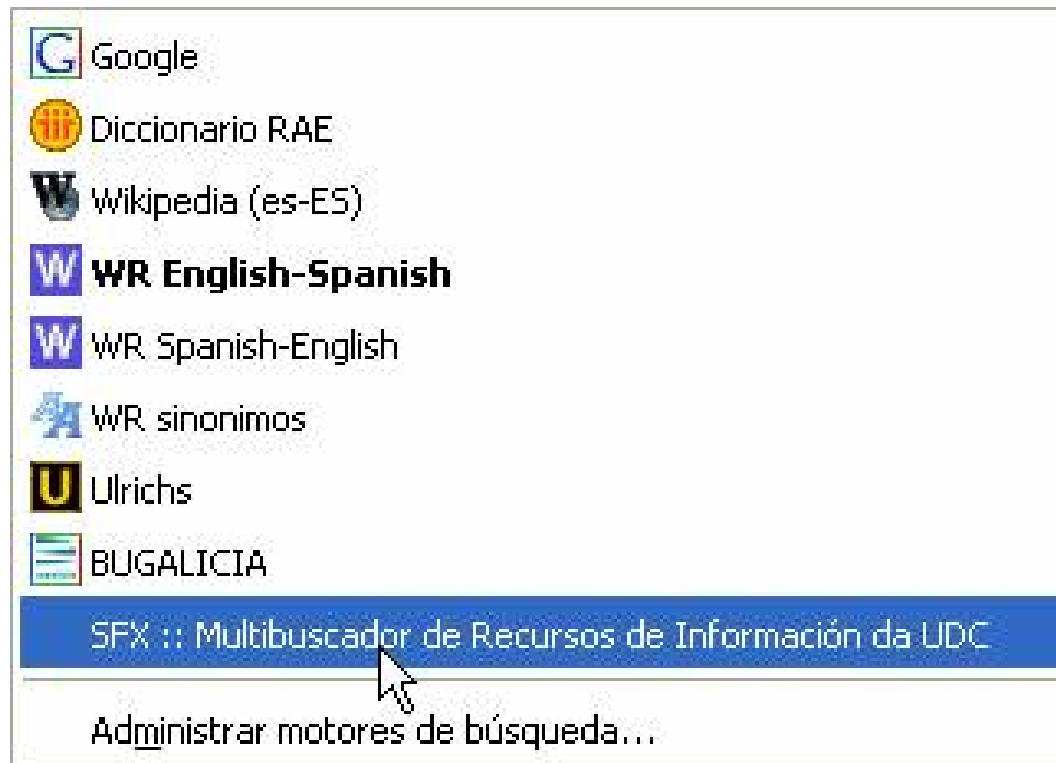 Google
Diccionario RAE
Wikipedia (es-ES)
WR English-Spanish
WR Spanish-English
WR sinonimos
Ulrichs
BUGALICIA
SFX :: Multibuscador de Recursos de Información da UDC
Administrar motores de búsqueda...